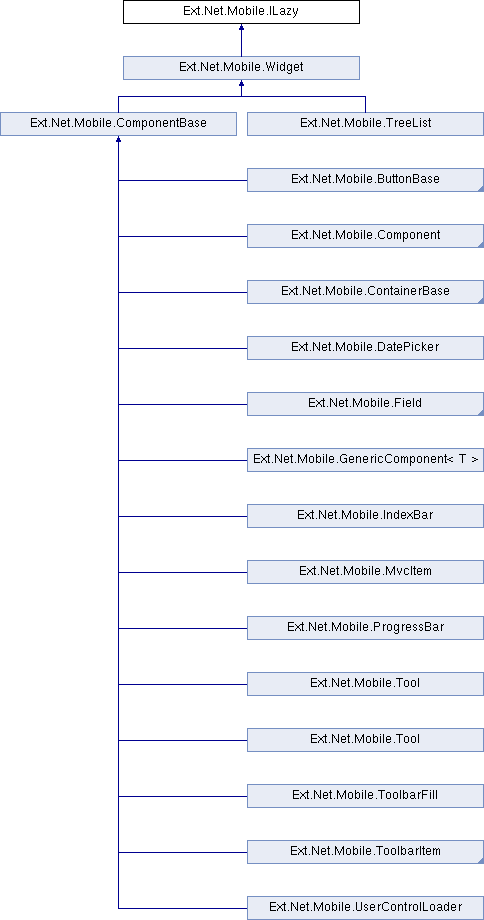 Ext.Net.Mobile.ILazy
Ext.Net.Mobile.Widget
Ext.Net.Mobile.ComponentBase
Ext.Net.Mobile.TreeList
Ext.Net.Mobile.ButtonBase
Ext.Net.Mobile.Component
Ext.Net.Mobile.ContainerBase
Ext.Net.Mobile.DatePicker
Ext.Net.Mobile.Field
Ext.Net.Mobile.GenericComponent< T >
Ext.Net.Mobile.IndexBar
Ext.Net.Mobile.MvcItem
Ext.Net.Mobile.ProgressBar
Ext.Net.Mobile.Tool
Ext.Net.Mobile.Tool
Ext.Net.Mobile.ToolbarFill
Ext.Net.Mobile.ToolbarItem
Ext.Net.Mobile.UserControlLoader